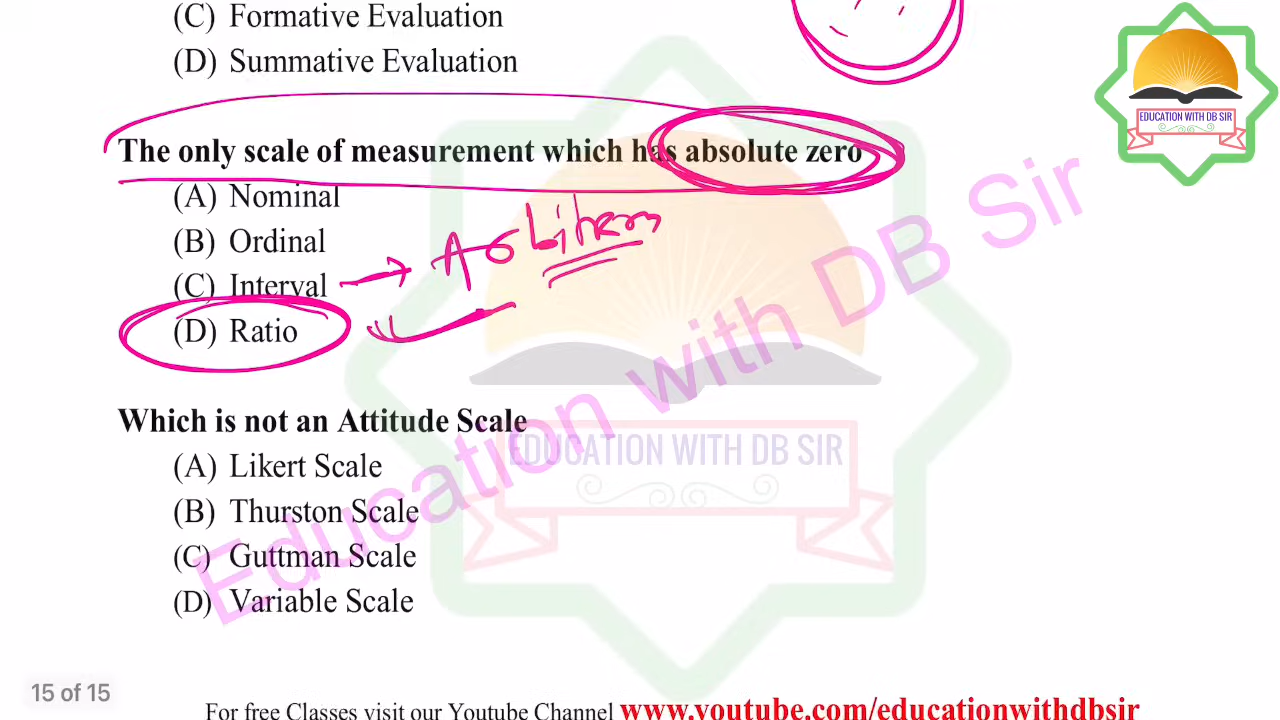 (C) Formative Evaluation
(D) Summative Evaluation
EDUCATION WITH DB SIR
The only scale of measurement which has absolute zero
(A) Nominal
(B) Ordinal
(C) Interval
(D) Ratio
Which is not an Attitude Scale
(A) Likert Scale
(B) Thurston Scale
(C) Guttman Scale
(D) Variable Scale
EDUCATION WITH DB SIR
Education with DB Sir
15 of 15
For free Classes visit our Youtube Channel www.youtube.com/educationwithdbsir